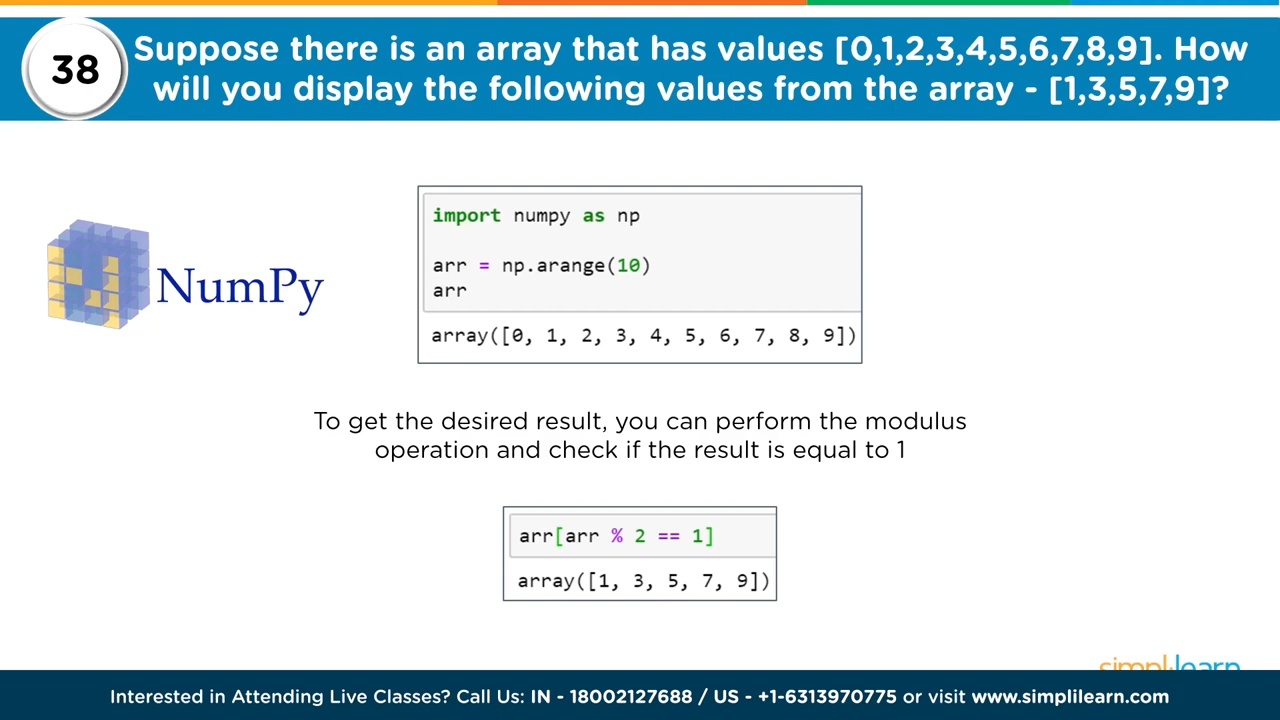 38
Suppose there is an array that has values [0,1,2,3,4,5,6,7,8,9]. How
will you display the following values from the array - [1,3,5,7,9]?
NumPy
import numpy as np
arr = np.arange(10)
arr
array([0, 1, 2, 3, 4, 5, 6, 7, 8, 9])
To get the desired result, you can perform the modulus
operation and check if the result is equal to 1
arr[arr % 2 == 1]
array([1, 3, 5, 7, 9])
simplilearn
Interested in Attending Live Classes? Call Us: IN - 18002127688 / US - +1-6313970775 or visit www.simplilearn.com